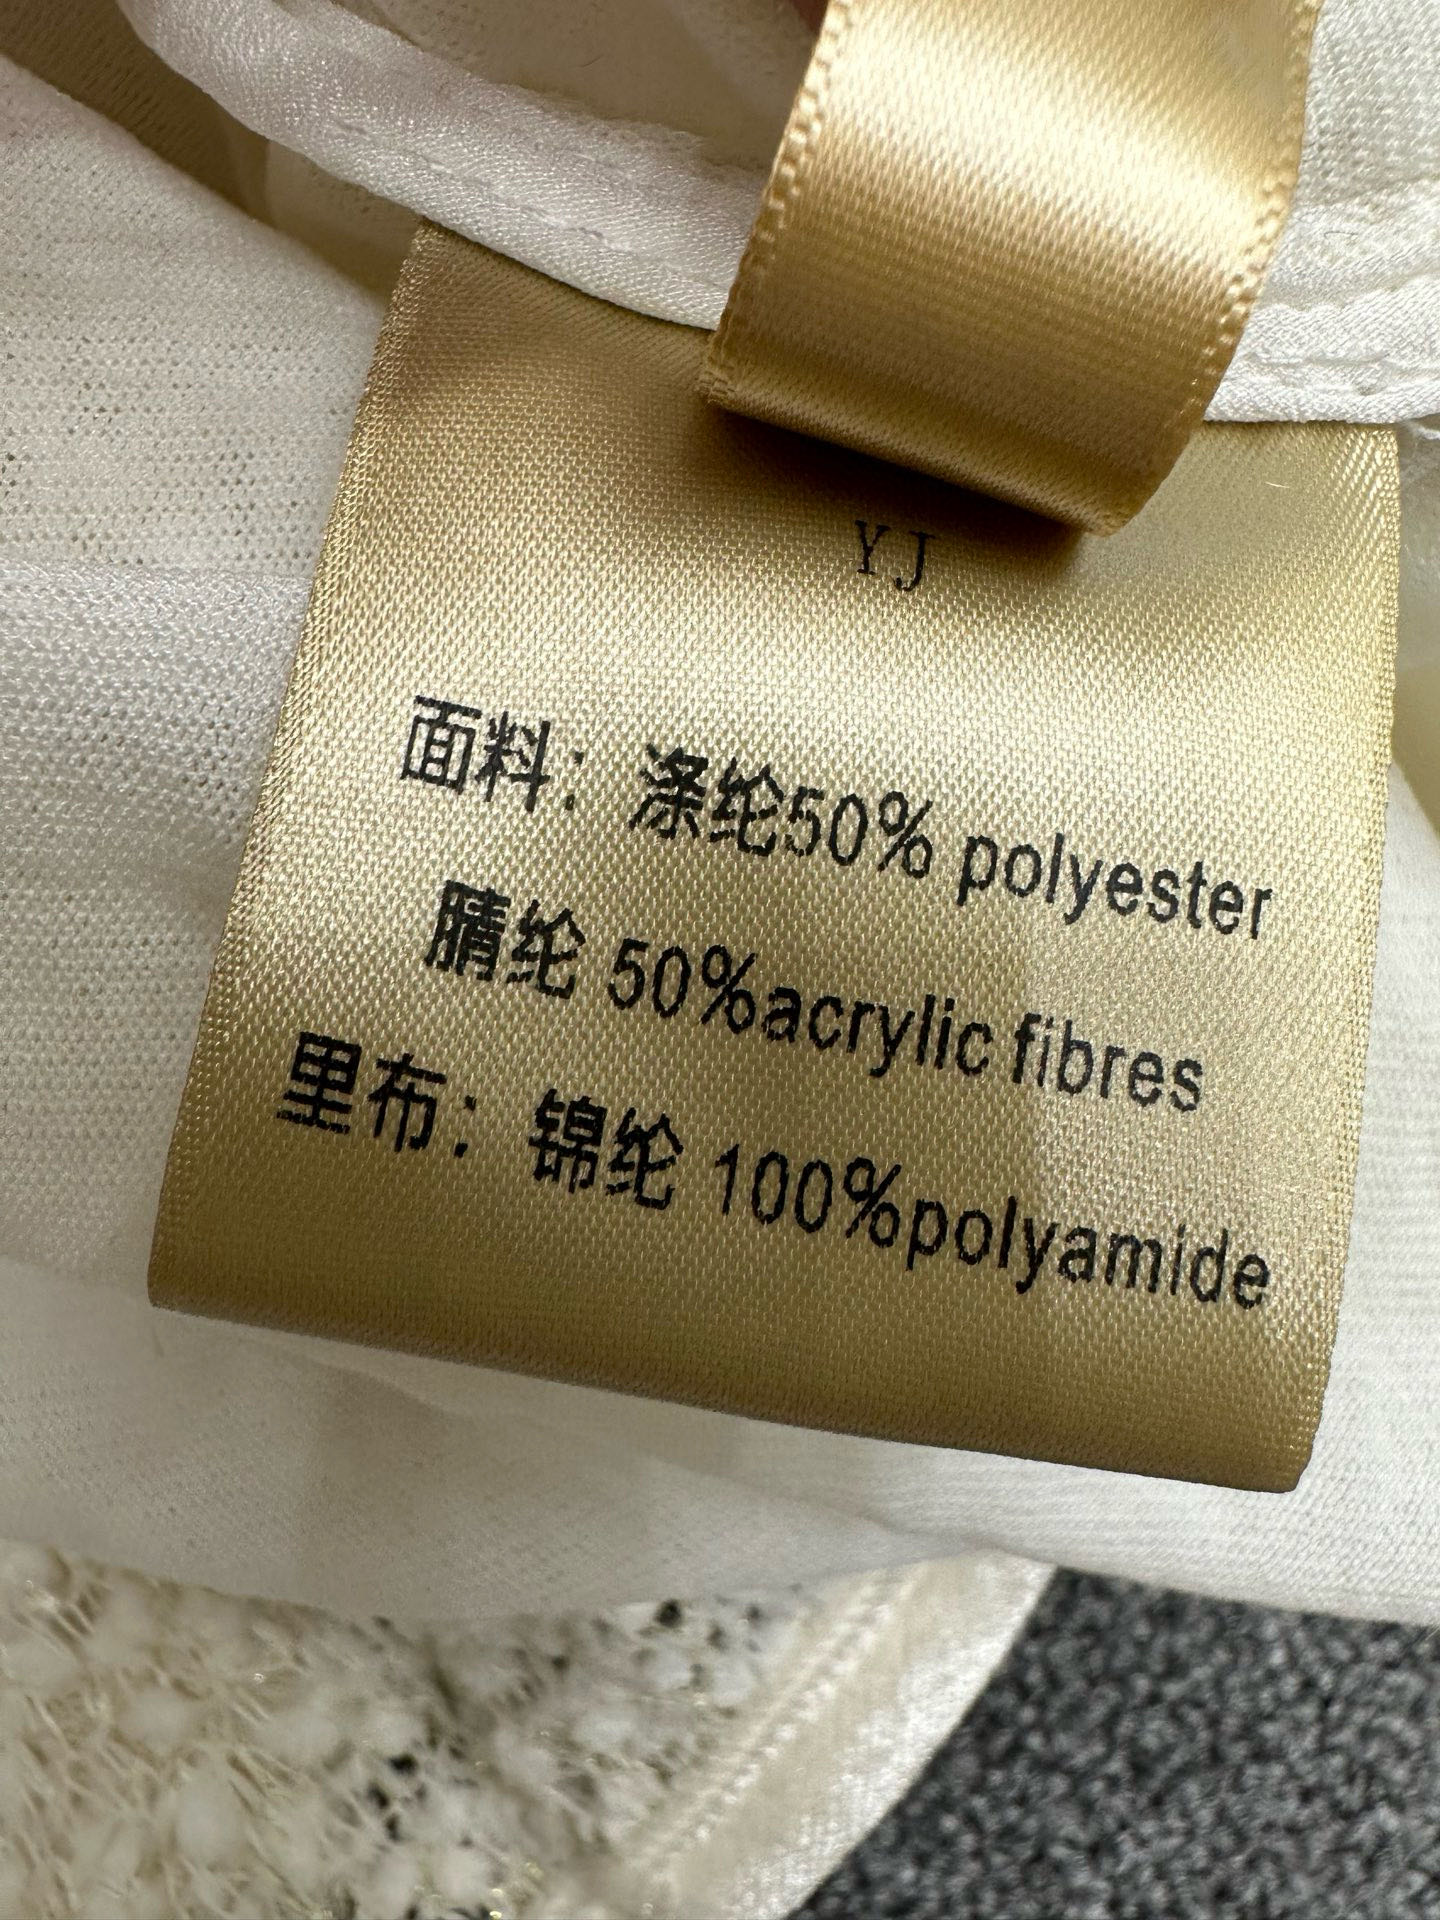 YJ
面料：涤纶50% polyester
腈纶 50%acrylic fibres
里布：锦纶 100%polyamide